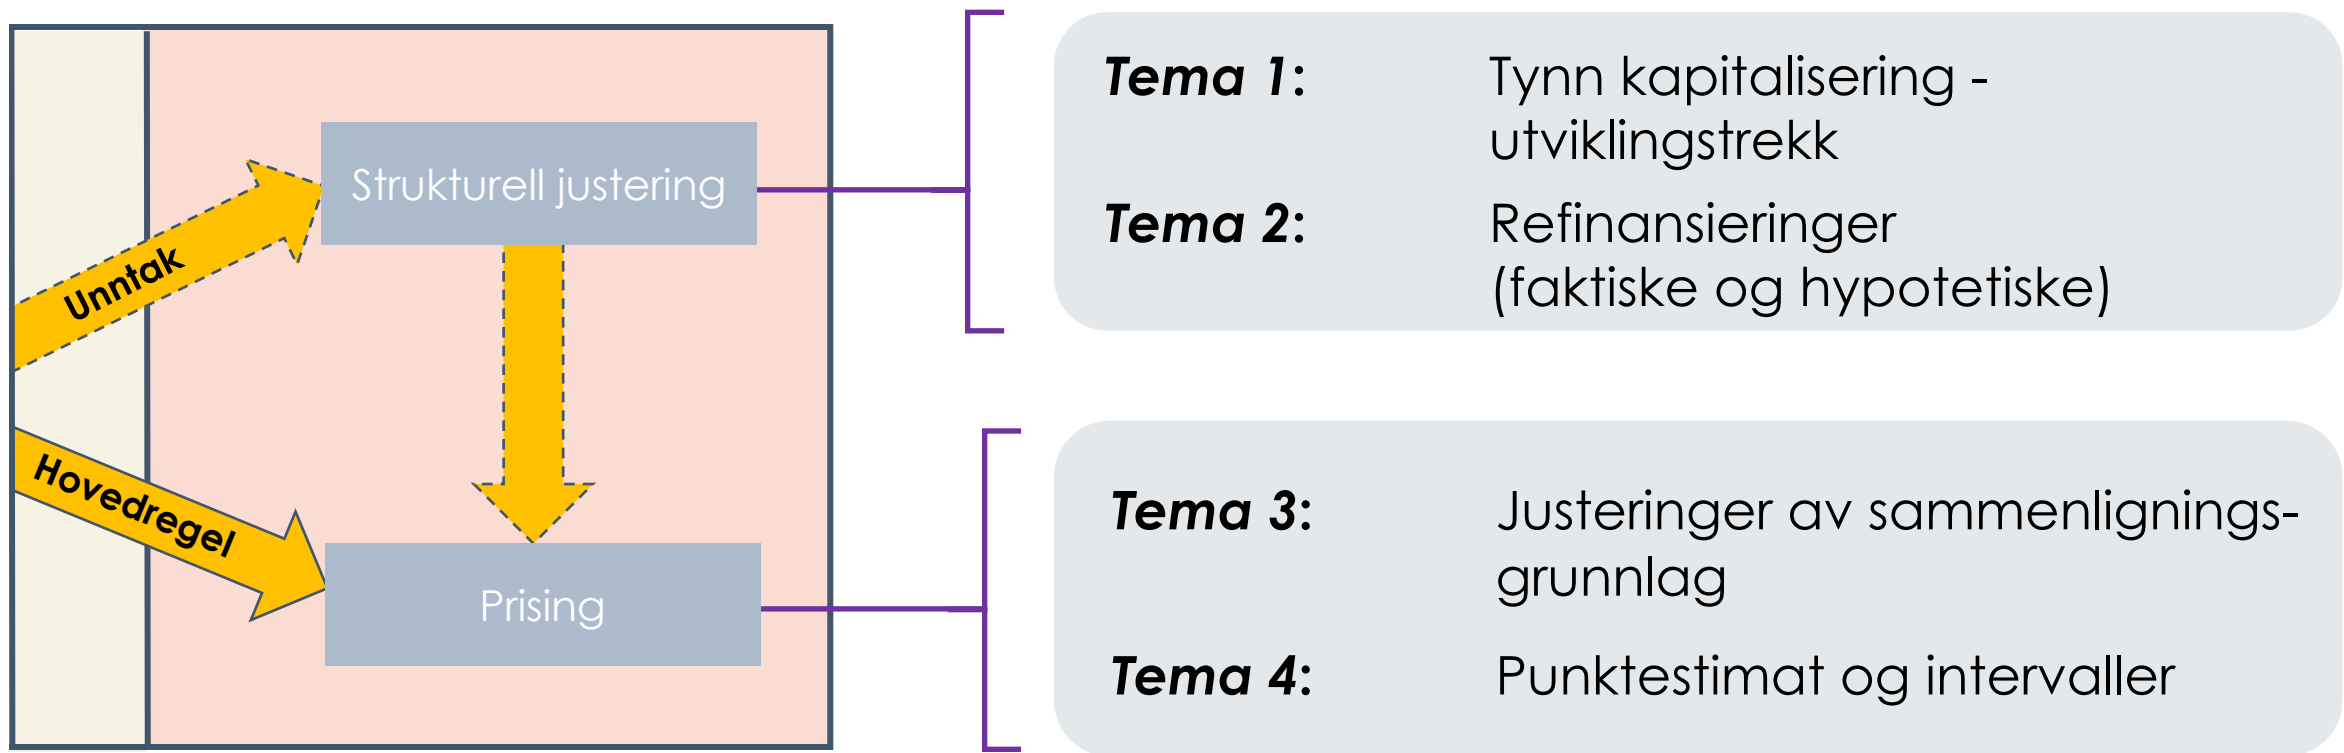 Strukturell justering
Unntak
Hovedregel
Prising
Tema 1: Tynn kapitalisering -
utviklingstrekk
Tema 2: Refinansieringer
(faktiske og hypotetiske)
Tema 3: Justeringer av sammenlignings-
grunnlag
Tema 4: Punktestimat og intervaller